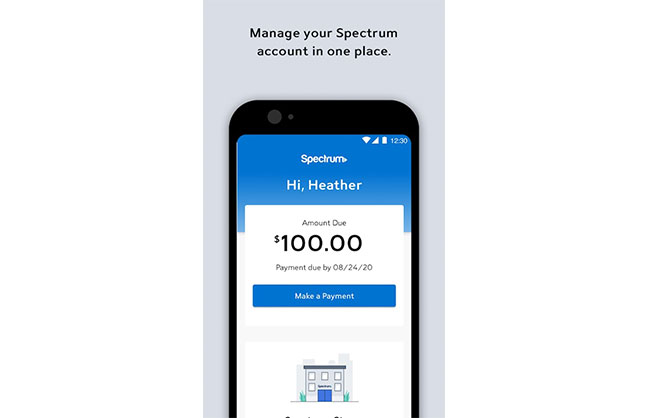 Manage your Spectrum
account in one place.
12:30
Spectrum
Hi, Heather
Amount Due
$100.00
Payment due by 08/24/20
Make a Payment
Spectrum